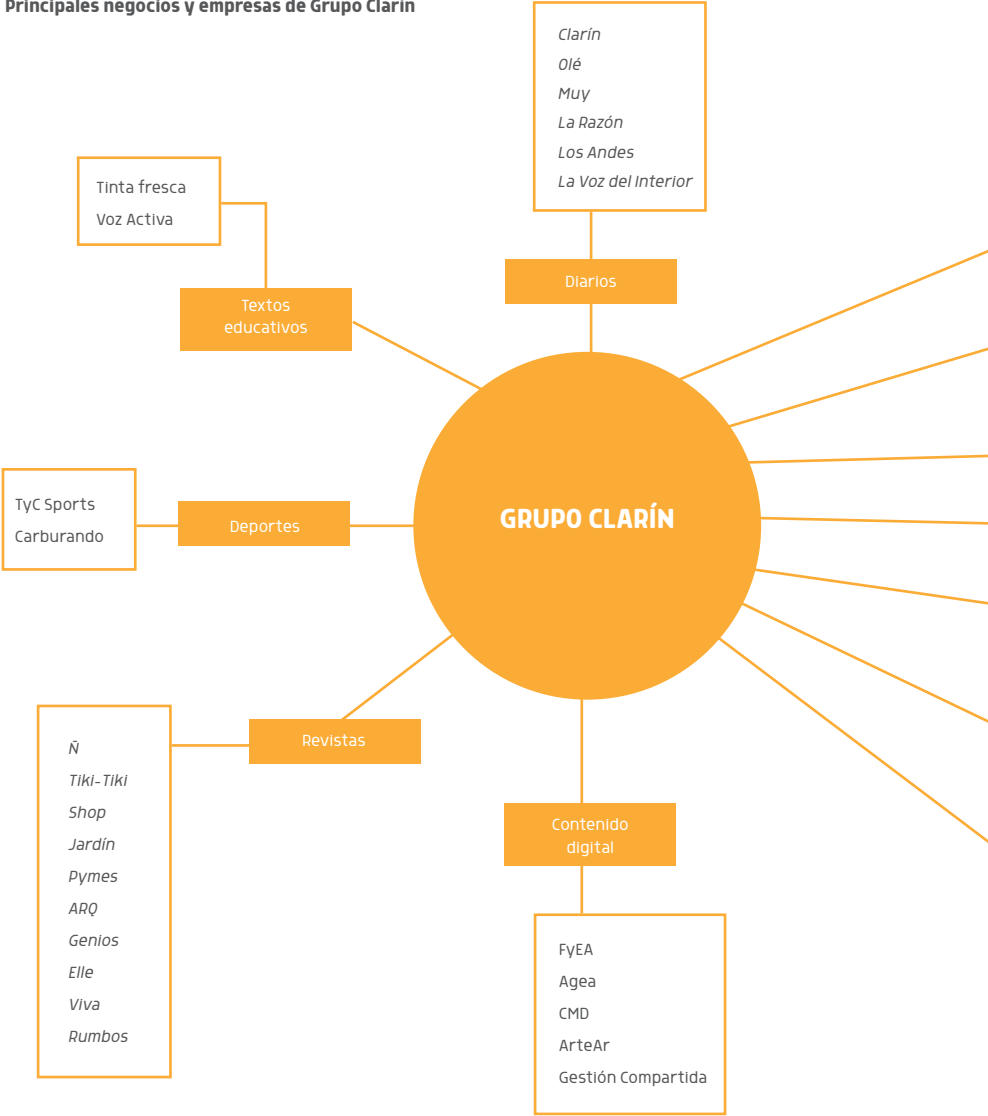 Principales negocios y empresas de Grupo Clarín
Clarín
Olé
Muy
La Razón
Los Andes
La Voz del Interior
Diarios
Tinta fresca
Voz Activa
Textos
educativos
GRUPO CLARÍN
TyC Sports
Carburando
Deportes
Revistas
Ñ
Tiki-Tiki
Shop
Jardín
Pymes
ARQ
Genios
Elle
Viva
Rumbos
Contenido
digital
FyEA
Agea
CMD
ArteAr
Gestión Compartida